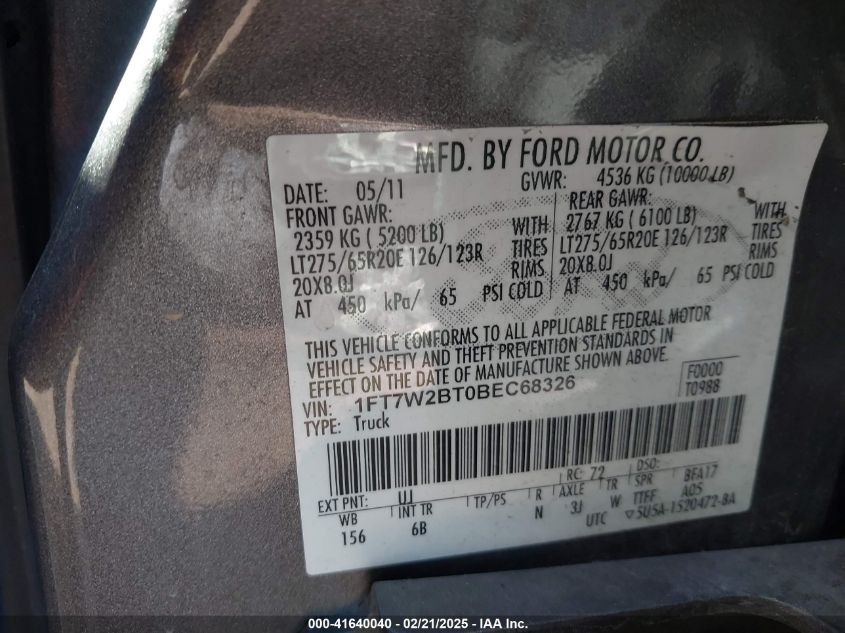 MFD. BY FORD MOTOR CO.
DATE: 05/11 GVWR: 4536 KG (10000 LB)
FRONT GAWR: REAR GAWR:
2359 KG ( 5200 LB) WITH 2767 KG ( 6100 LB) WITH
LT275/65R20E 126/123R TIRES LT275/65R20E 126/123R TIRES
20X8.0J RIMS 20X8.0J RIMS
AT 450 kPa/ 65 PSI COLD AT 450 kPa/ 65 PSI COLD
THIS VEHICLE CONFORMS TO ALL APPLICABLE FEDERAL MOTOR
VEHICLE SAFETY AND THEFT PREVENTION STANDARDS IN
EFFECT ON THE DATE OF MANUFACTURE SHOWN ABOVE.
VIN: 1FT7W2BT0BEC68326 F0000
TYPE: Truck T0988
EXT PNT: UJ RC: 72 DSO:
WB INT TR TP/PS R AXLE TR SPR 8FA17
156 6B N 3J W TTFF A05
UTC ▽5U5A-1520472-BA
000-41640040 - 02/21/2025 - IAA Inc.